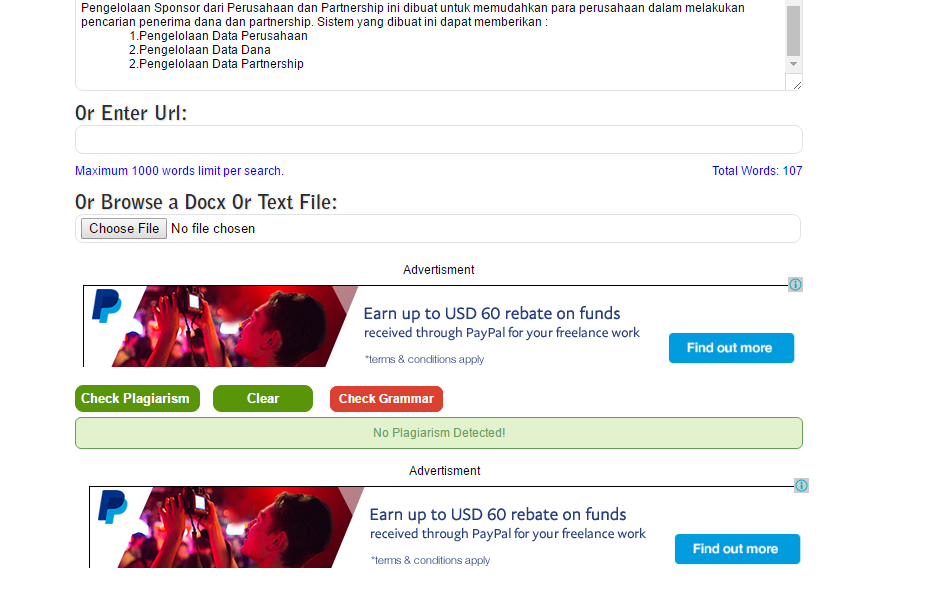 Pengelolaan Sponsor dari Perusahaan dan Partnership ini dibuat untuk memudahkan para perusahaan dalam melakukan
pencarian penerima dana dan partnership. Sistem yang dibuat ini dapat memberikan :
1.Pengelolaan Data Perusahaan
2.Pengelolaan Data Dana
2.Pengelolaan Data Partnership
Or Enter Url:
Maximum 1000 words limit per search.
Total Words: 107
Or Browse a Docx Or Text File:
Choose File No file chosen
Advertisment
Earn up to USD 60 rebate on funds
received through PayPal for your freelance work
*terms & conditions apply
Find out more
Check Plagiarism
Clear
Check Grammar
No Plagiarism Detected!
Advertisment
Earn up to USD 60 rebate on funds
received through PayPal for your freelance work
*terms & conditions apply
Find out more